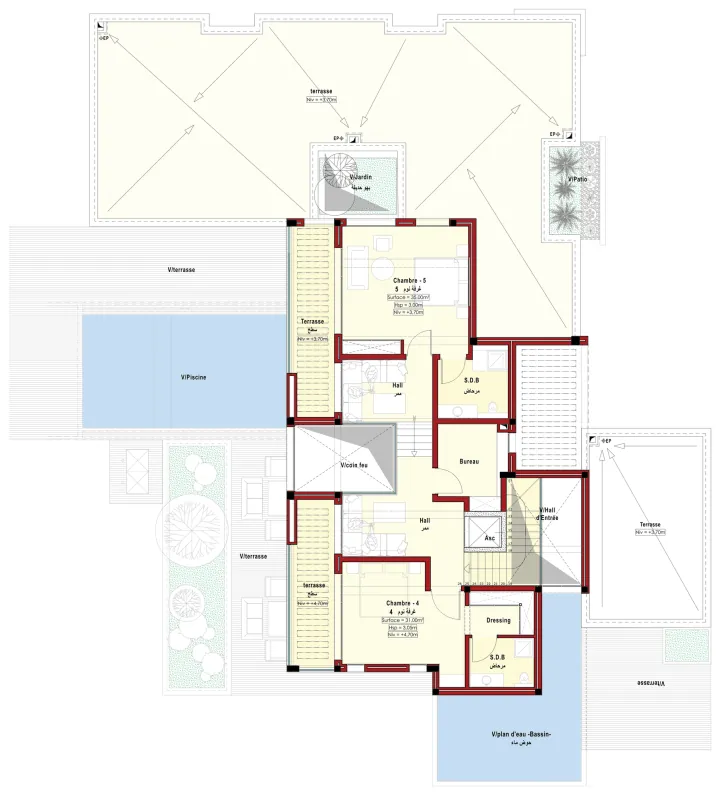 EP
terrasse
Niv = +3,70m
EP
EP
V/Jardin
بهو حديقة
V/Patio
V/terrasse
Chambre - 5
غرفة نوم 5
Surface = 35,00m²
Hsp = 3,00m
Niv = +3,70m
Terrasse
سطح
Niv = +3,70m
V/Piscine
Hall
ممر
S.D.B
مرحاض
EP
V/coin feu
Bureau
V/Hall
d'Entrée
Hall
ممر
Asc
Terrasse
Niv = +3,70m
V/terrasse
terrasse
سطح
Niv = +4,70m
Chambre - 4
غرفة نوم 4
Surface = 31,00m²
Hsp = 3,05m
Niv = +4,70m
Dressing
S.D.B
مرحاض
V/terrasse
V/plan d'eau -Bassin-
حوض ماء